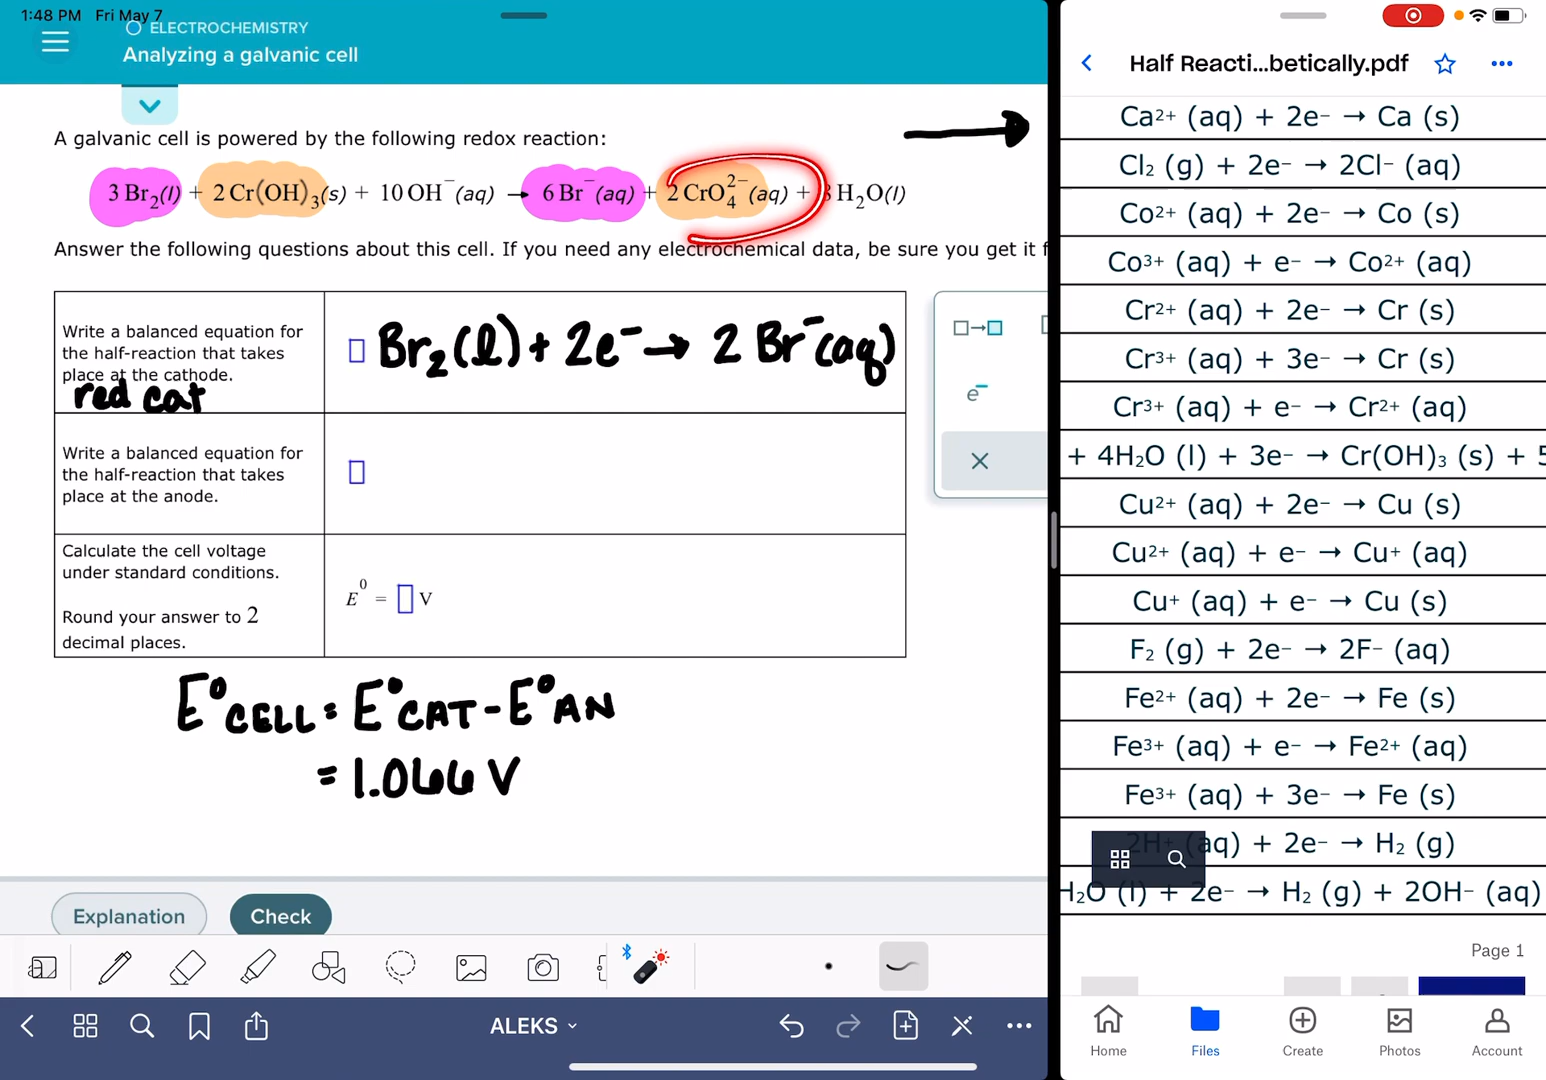 1:48 PM Fri May 7
ELECTROCHEMISTRY
Analyzing a galvanic cell
A galvanic cell is powered by the following redox reaction:
3 Br₂(l) + 2 Cr(OH)₃(s) + 10 OH⁻(aq) → 6 Br⁻(aq) + 2 CrO₄²⁻(aq) + H₂O(l)
Answer the following questions about this cell. If you need any electrochemical data, be sure you get it f
Write a balanced equation for
the half-reaction that takes
place at the cathode.
red cat
Br₂(l) + 2e⁻ → 2 Br⁻(aq)
Write a balanced equation for
the half-reaction that takes
place at the anode.
Calculate the cell voltage
under standard conditions.
Round your answer to 2
decimal places.
E⁰ = V
□→□
e⁻
E°CELL = E°CAT - E°AN
= 1.066 V
Explanation
Check
ALEKS
Half Reacti...betically.pdf
Ca²⁺ (aq) + 2e⁻ → Ca (s)
Cl₂ (g) + 2e⁻ → 2Cl⁻ (aq)
Co²⁺ (aq) + 2e⁻ → Co (s)
Co³⁺ (aq) + e⁻ → Co²⁺ (aq)
Cr²⁺ (aq) + 2e⁻ → Cr (s)
Cr³⁺ (aq) + 3e⁻ → Cr (s)
Cr³⁺ (aq) + e⁻ → Cr²⁺ (aq)
+ 4H₂O (l) + 3e⁻ → Cr(OH)₃ (s) + 5
Cu²⁺ (aq) + 2e⁻ → Cu (s)
Cu²⁺ (aq) + e⁻ → Cu⁺ (aq)
Cu⁺ (aq) + e⁻ → Cu (s)
F₂ (g) + 2e⁻ → 2F⁻ (aq)
Fe²⁺ (aq) + 2e⁻ → Fe (s)
Fe³⁺ (aq) + e⁻ → Fe²⁺ (aq)
Fe³⁺ (aq) + 3e⁻ → Fe (s)
2H⁺ (aq) + 2e⁻ → H₂ (g)
H₂O (l) + 2e⁻ → H₂ (g) + 2OH⁻ (aq)
Page 1
Home
Files
Create
Photos
Account